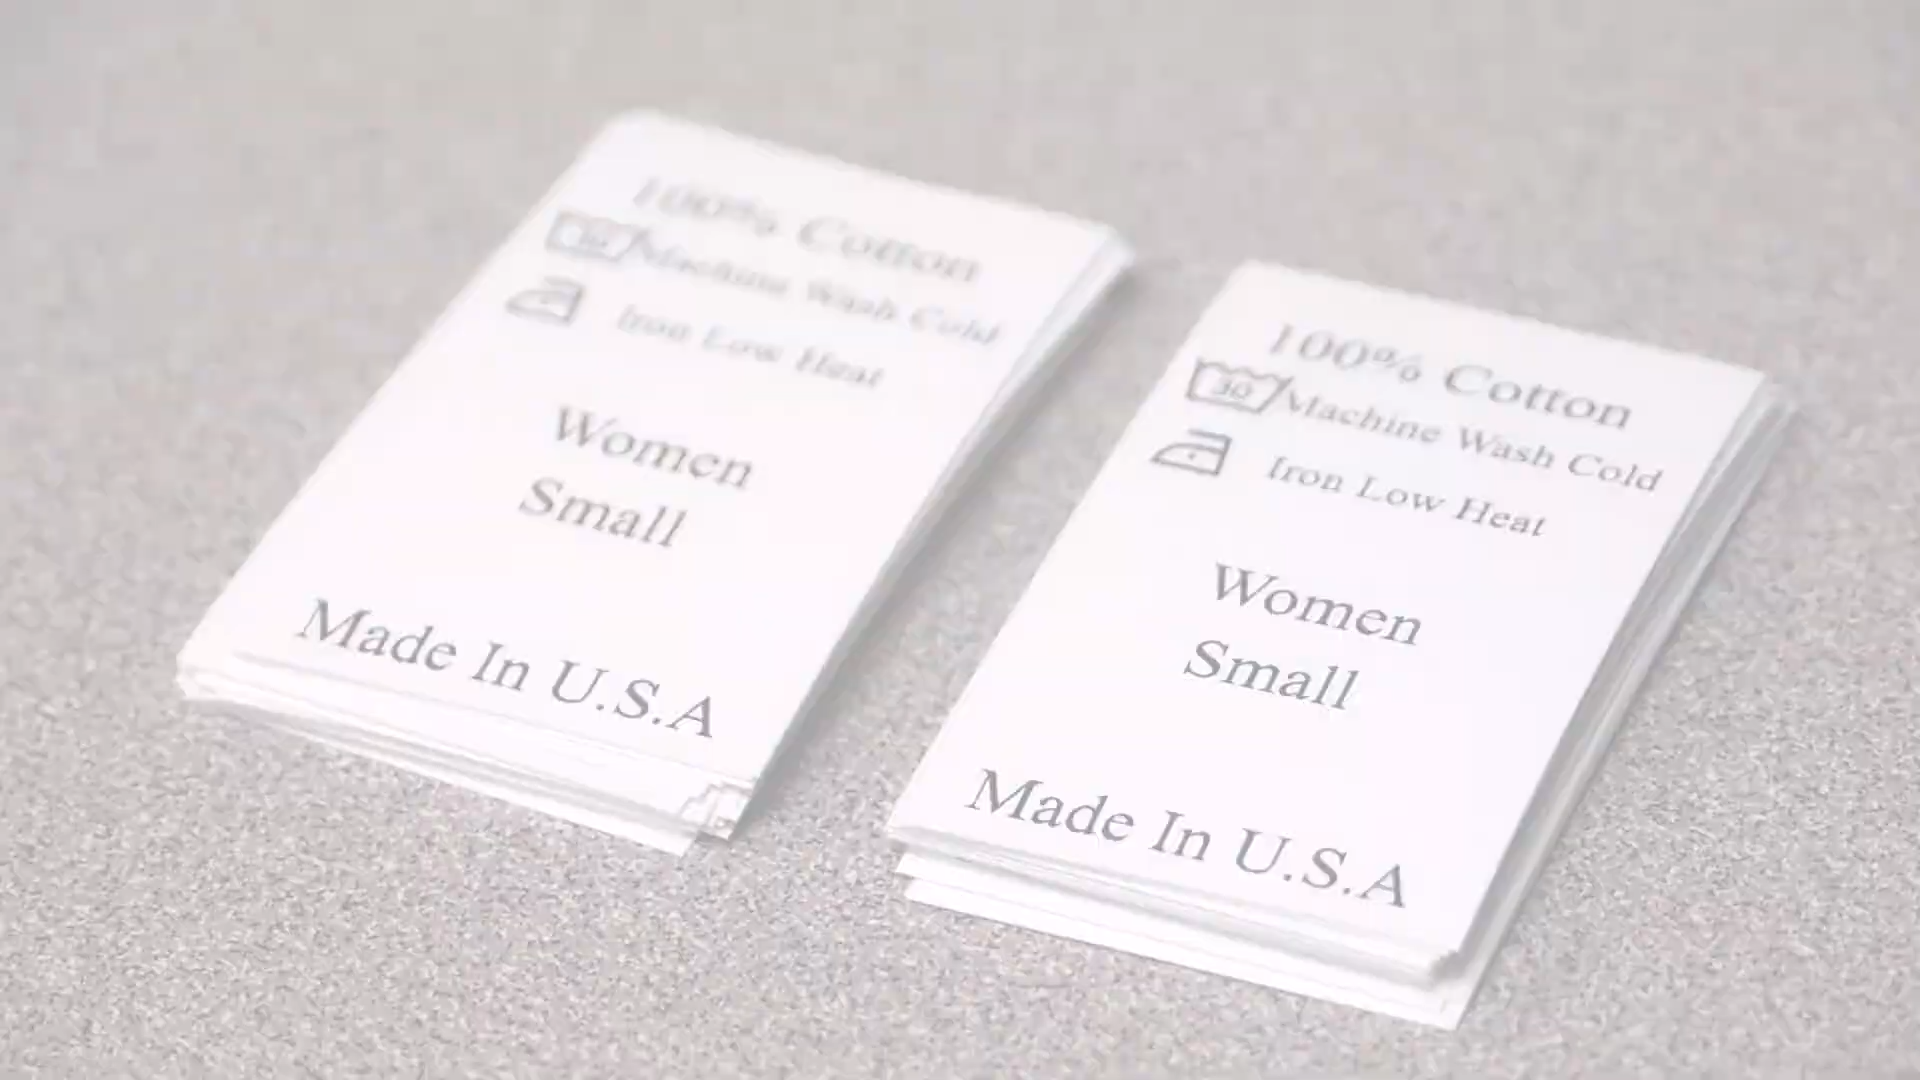 100% Cotton
30 Machine Wash Cold
Iron Low Heat
Women
Small
Made In U.S.A
100% Cotton
30 Machine Wash Cold
Iron Low Heat
Women
Small
Made In U.S.A